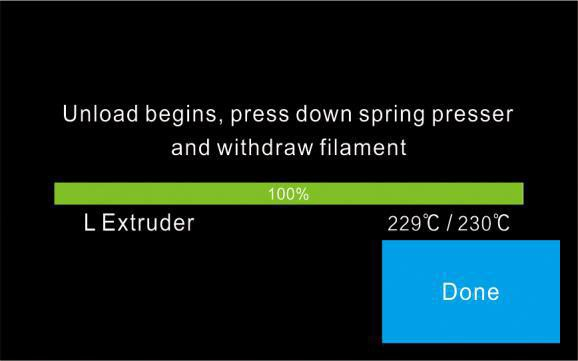 Unload begins, press down spring presser
and withdraw filament
100%
L Extruder 229℃ / 230℃
Done